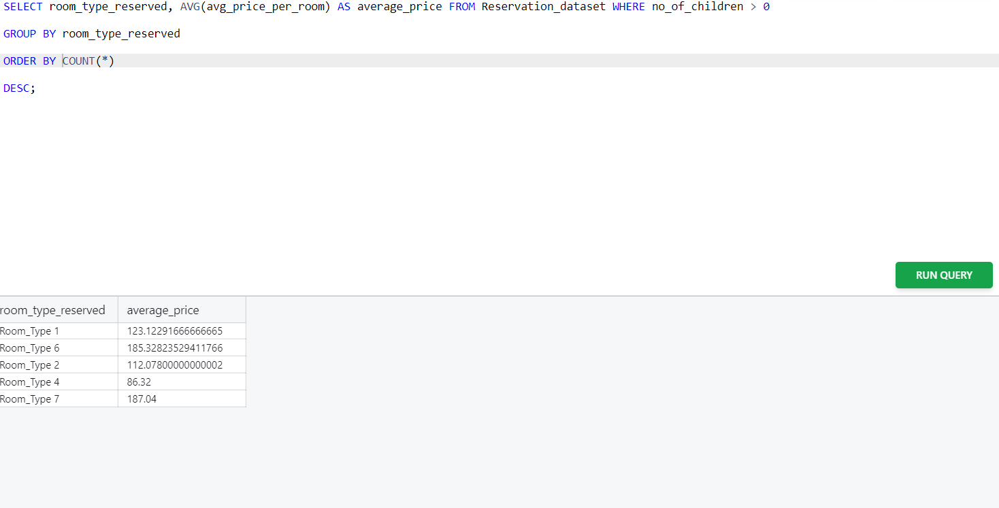 SELECT room_type_reserved, AVG(avg_price_per_room) AS average_price FROM Reservation_dataset WHERE no_of_children > 0
GROUP BY room_type_reserved
ORDER BY COUNT(*)
DESC;
RUN QUERY
room_type_reserved average_price
Room_Type 1 123.12291666666665
Room_Type 6 185.32823529411766
Room_Type 2 112.07800000000002
Room_Type 4 86.32
Room_Type 7 187.04